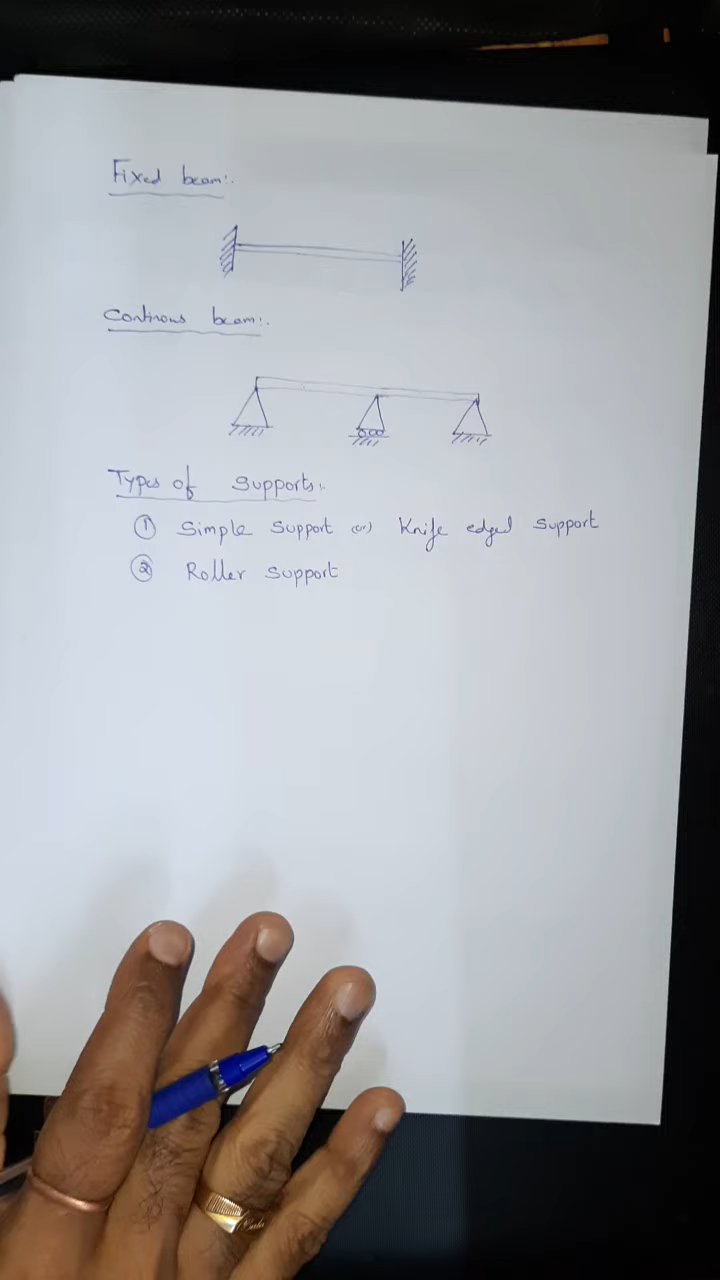 Fixed beam:.
Continous beam:.
Types of supports:.
① Simple support (or) Knife edged support
② Roller support